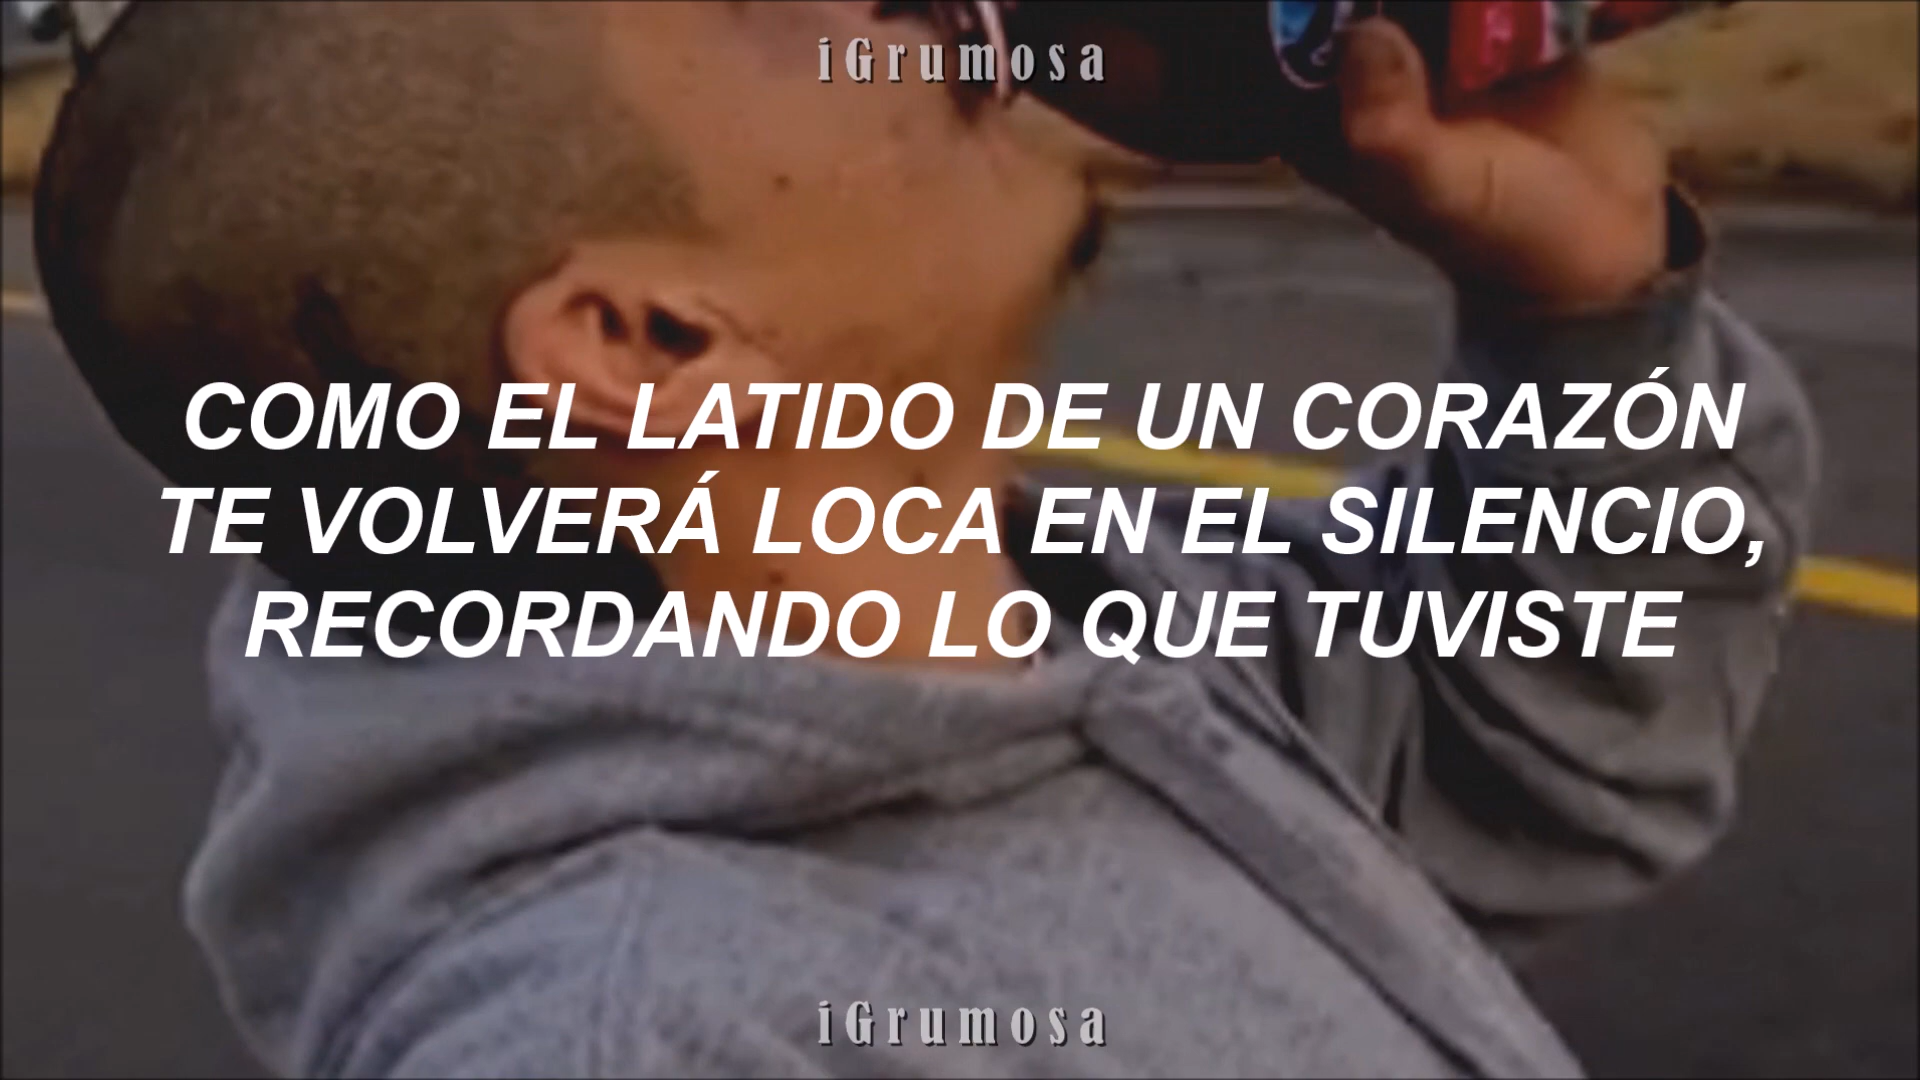 iGrumosa
COMO EL LATIDO DE UN CORAZÓN
TE VOLVERÁ LOCA EN EL SILENCIO,
RECORDANDO LO QUE TUVISTE
iGrumosa